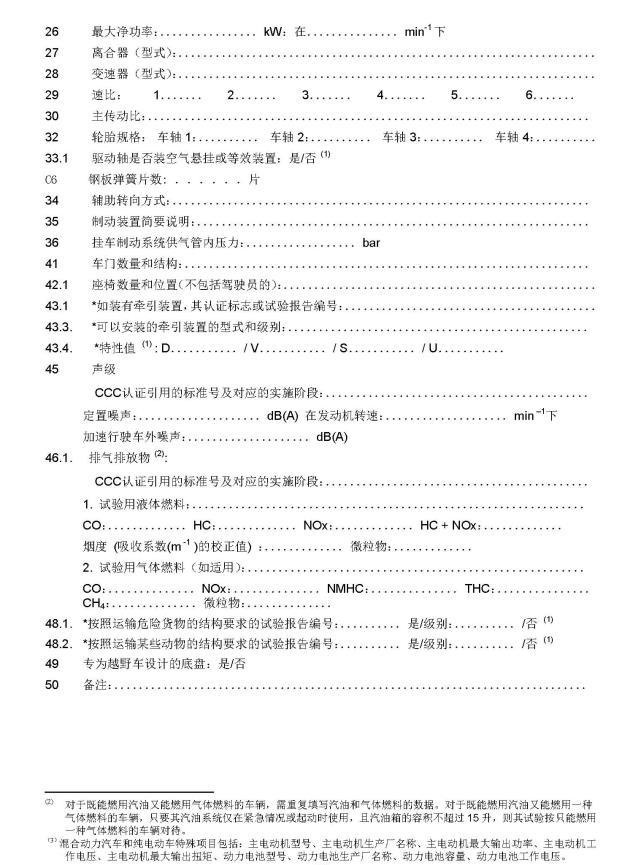 26 最大净功率:................ kW: 在............... min⁻¹下
27 离合器 (型式):......................................................................
28 变速器 (型式):......................................................................
29 速比: 1....... 2....... 3....... 4....... 5....... 6.......
30 主传动比:..........................................................................
32 轮胎规格: 车轴 1:.......... 车轴 2:.......... 车轴 3:.......... 车轴 4:..........
33.1 驱动轴是否装空气悬挂或等效装置: 是/否 ⁽¹⁾
C6 钢板弹簧片数: . . . . . . 片
34 辅助转向方式:......................................................................
35 制动装置简要说明:..................................................................
36 挂车制动系统供气管内压力:.................. bar
41 车门数量和结构:....................................................................
42.1 座椅数量和位置(不包括驾驶员的):....................................................
43.1 *如装有牵引装置,其认证标志或试验报告编号:..........................................
43.3. *可以安装的牵引装置的型式和级别:..................................................
43.4. *特性值 ⁽¹⁾: D........... / V........... / S........... / U...........
45 声级
CCC认证引用的标准号及对应的实施阶段:............................................
定置噪声:.................... dB(A) 在发动机转速:.................... min⁻¹下
加速行驶车外噪声:.................... dB(A)
46.1. 排气排放物 ⁽²⁾:
CCC认证引用的标准号及对应的实施阶段:............................................
1. 试验用液体燃料:..................................................................
CO:............. HC:............. NOx:............. HC + NOx:.............
烟度 (吸收系数(m⁻¹)的校正值) :............. 微粒物:.............
2. 试验用气体燃料 (如适用):........................................................
CO:.............. NOx:.............. NMHC:.............. THC:..............
CH₄:.............. 微粒物:..............
48.1. *按照运输危险货物的结构要求的试验报告编号:.......... 是/级别:.......... /否 ⁽¹⁾
48.2. *按照运输某些动物的结构要求的试验报告编号:.......... 是/级别:.......... /否 ⁽¹⁾
49 专为越野车设计的底盘: 是/否
50 备注:..............................................................................
⁽²⁾ 对于既能燃用汽油又能燃用气体燃料的车辆，需重复填写汽油和气体燃料的数据。对于既能燃用汽油又能燃用一种
气体燃料的车辆，只要其汽油系统仅在紧急情况或起动时使用，且汽油箱的容积不超过 15 升，则其试验按只能燃用
一种气体燃料的车辆对待。
⁽³⁾混合动力汽车和纯电动车特殊项目包括: 主电动机型号、主电动机生产厂名称、主电动机最大输出功率、主电动机工
作电压、主电动机最大输出扭矩、动力电池型号、动力电池生产厂名称、动力电池容量、动力电池工作电压。